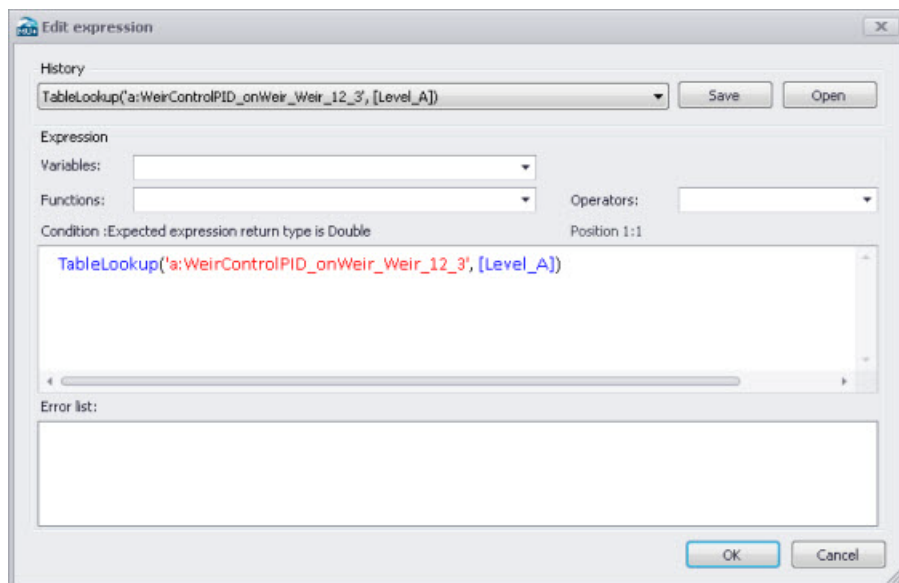 Edit expression
History
TableLookup('a:WeirControlPID_onWeir_Weir_12_3', [Level_A])
Save
Open
Expression
Variables:
Functions:
Operators:
Condition :Expected expression return type is Double
Position 1:1
TableLookup('a:WeirControlPID_onWeir_Weir_12_3', [Level_A])
Error list:
OK
Cancel